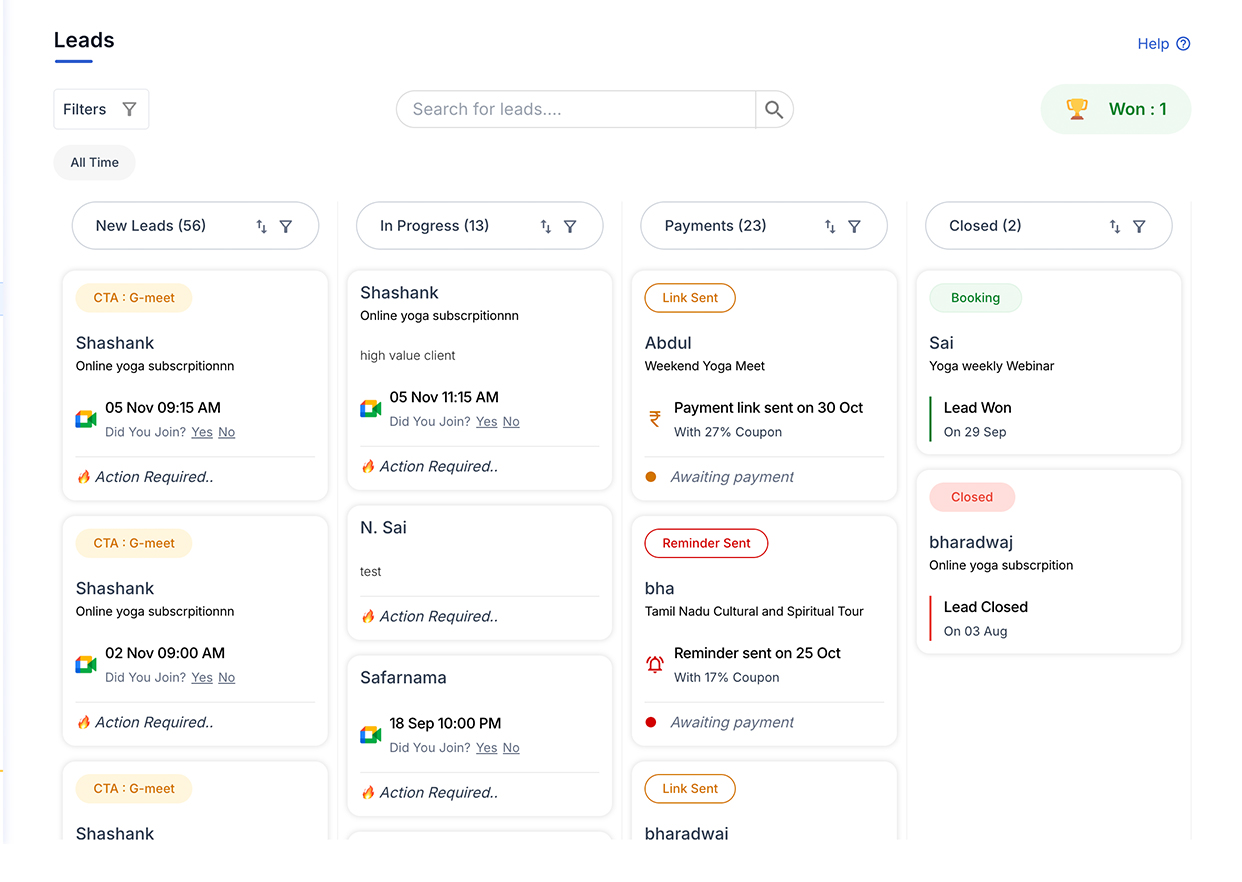 Leads
Help
Filters
Search for leads....
Won : 1
All Time
New Leads (56)
CTA : G-meet
Shashank
Online yoga subscrpitionnn
05 Nov 09:15 AM
Did You Join? Yes No
Action Required..
CTA : G-meet
Shashank
Online yoga subscrpitionnn
02 Nov 09:00 AM
Did You Join? Yes No
Action Required..
CTA : G-meet
Shashank
In Progress (13)
Shashank
Online yoga subscrpitionnn
high value client
05 Nov 11:15 AM
Did You Join? Yes No
Action Required..
N. Sai
test
Action Required..
Safarnama
18 Sep 10:00 PM
Did You Join? Yes No
Action Required..
Payments (23)
Link Sent
Abdul
Weekend Yoga Meet
₹
Payment link sent on 30 Oct
With 27% Coupon
Awaiting payment
Reminder Sent
bha
Tamil Nadu Cultural and Spiritual Tour
Reminder sent on 25 Oct
With 17% Coupon
Awaiting payment
Link Sent
bharadwaj
Closed (2)
Booking
Sai
Yoga weekly Webinar
Lead Won
On 29 Sep
Closed
bharadwaj
Online yoga subscrpition
Lead Closed
On 03 Aug